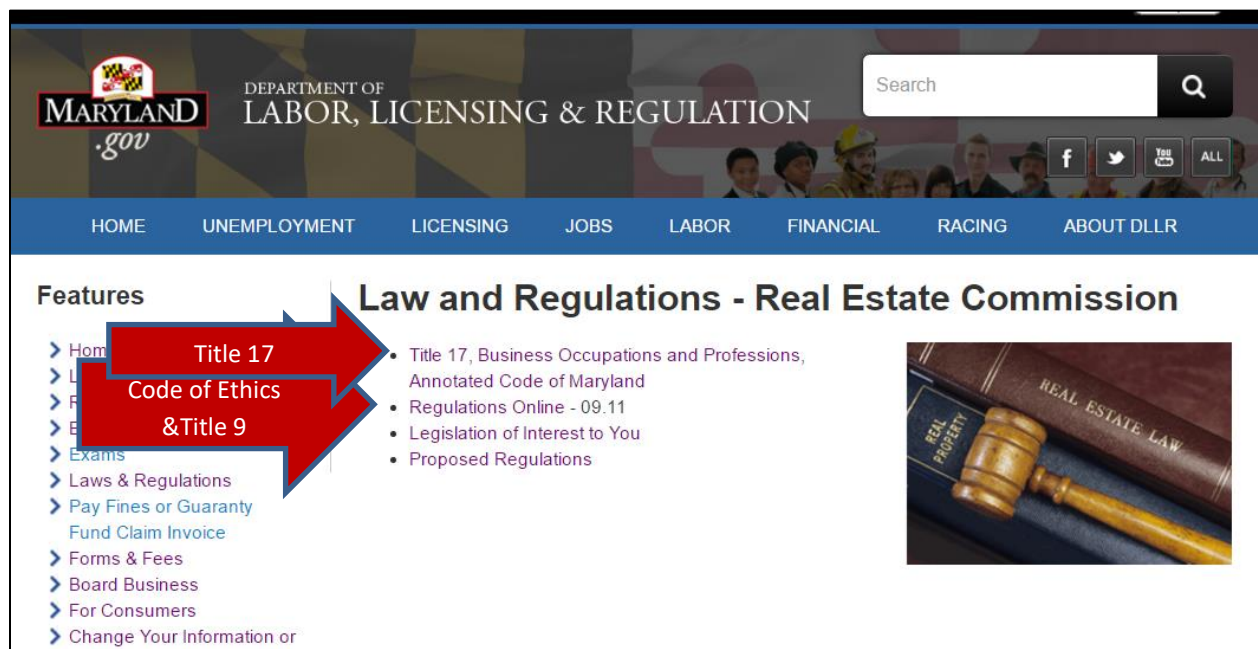 MARYLAND
.gov
DEPARTMENT OF
LABOR, LICENSING & REGULATION
Search
f
You
ALL
HOME UNEMPLOYMENT LICENSING JOBS LABOR FINANCIAL RACING ABOUT DLLR
Features
Hom
L
R
E
Exams
Laws & Regulations
Pay Fines or Guaranty
Fund Claim Invoice
Forms & Fees
Board Business
For Consumers
Change Your Information or
Title 17
Code of Ethics
&Title 9
Law and Regulations - Real Estate Commission
• Title 17, Business Occupations and Professions,
Annotated Code of Maryland
• Regulations Online - 09.11
• Legislation of Interest to You
• Proposed Regulations
REAL ESTATE LAW
REAL
PROPERTY